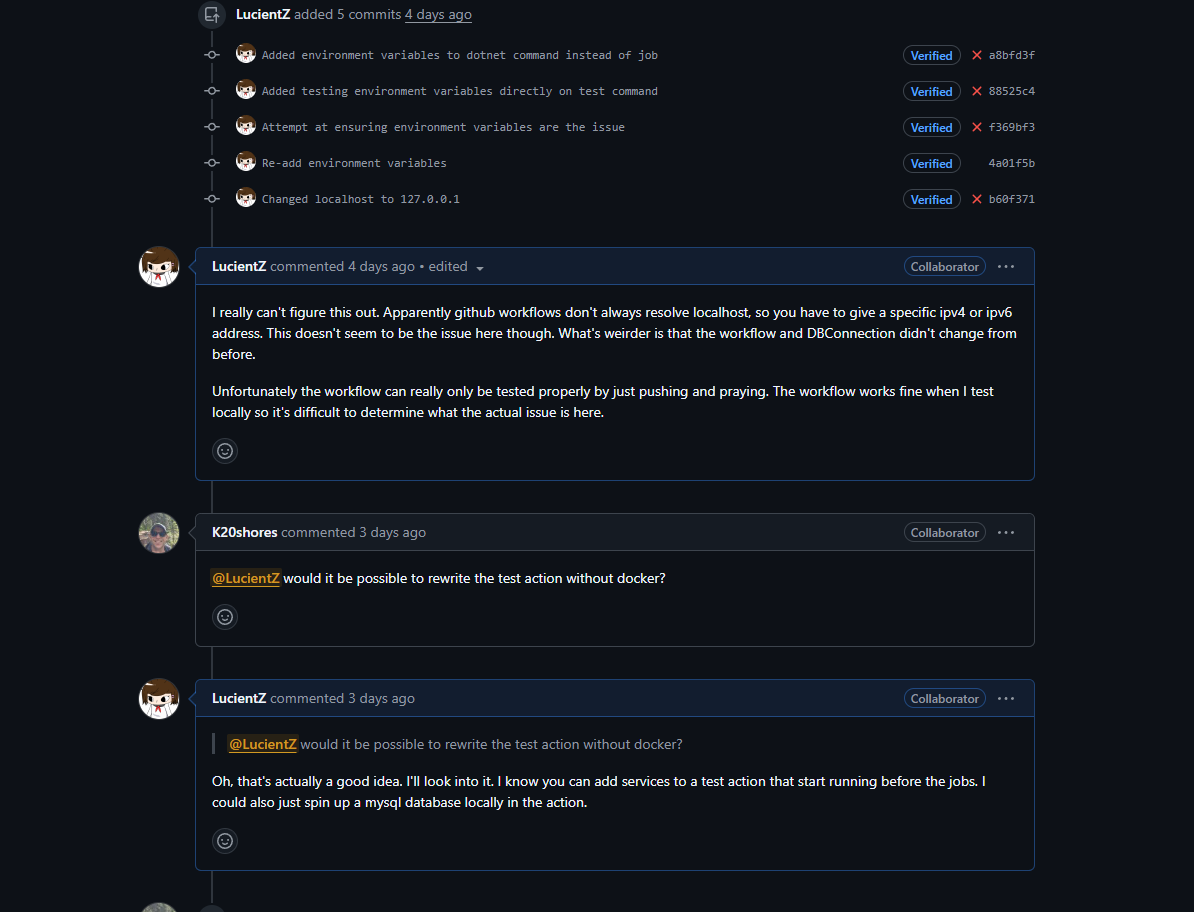 LucientZ added 5 commits 4 days ago
Added environment variables to dotnet command instead of job Verified a8bfd3f
Added testing environment variables directly on test command Verified 88525c4
Attempt at ensuring environment variables are the issue Verified f369bf3
Re-add environment variables Verified 4a01f5b
Changed localhost to 127.0.0.1 Verified b60f371
LucientZ commented 4 days ago • edited Collaborator ...
I really can't figure this out. Apparently github workflows don't always resolve localhost, so you have to give a specific ipv4 or ipv6
address. This doesn't seem to be the issue here though. What's weirder is that the workflow and DBConnection didn't change from
before.
Unfortunately the workflow can really only be tested properly by just pushing and praying. The workflow works fine when I test
locally so it's difficult to determine what the actual issue is here.
K20shores commented 3 days ago Collaborator ...
@LucientZ would it be possible to rewrite the test action without docker?
LucientZ commented 3 days ago Collaborator ...
@LucientZ would it be possible to rewrite the test action without docker?
Oh, that's actually a good idea. I'll look into it. I know you can add services to a test action that start running before the jobs. I
could also just spin up a mysql database locally in the action.